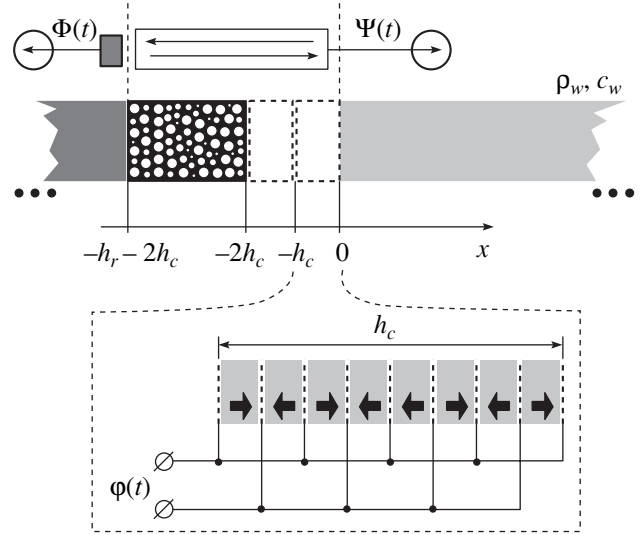 Φ(t) Ψ(t)
ρ_w, c_w
–h_r – 2h_c –2h_c –h_c 0 x
h_c
φ(t)